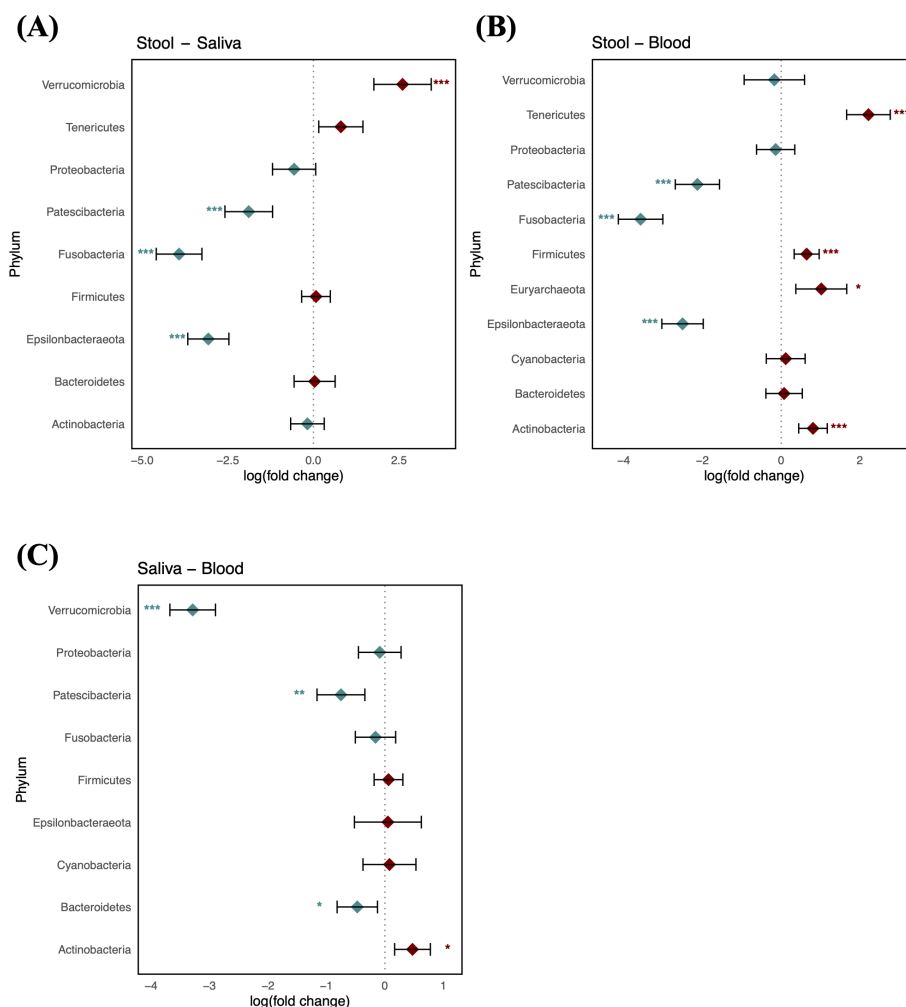 (A)
Stool – Saliva
Phylum
Verrucomicrobia ***
Tenericutes
Proteobacteria
Patescibacteria ***
Fusobacteria ***
Firmicutes
Epsilonbacteraeota ***
Bacteroidetes
Actinobacteria
−5.0 −2.5 0.0 2.5
log(fold change)
(B)
Stool – Blood
Phylum
Verrucomicrobia
Tenericutes ***
Proteobacteria
Patescibacteria ***
Fusobacteria ***
Firmicutes ***
Euryarchaeota *
Epsilonbacteraeota ***
Cyanobacteria
Bacteroidetes
Actinobacteria ***
−4 −2 0 2
log(fold change)
(C)
Saliva – Blood
Phylum
Verrucomicrobia ***
Proteobacteria
Patescibacteria **
Fusobacteria
Firmicutes
Epsilonbacteraeota
Cyanobacteria
Bacteroidetes *
Actinobacteria *
−4 −3 −2 −1 0 1
log(fold change)